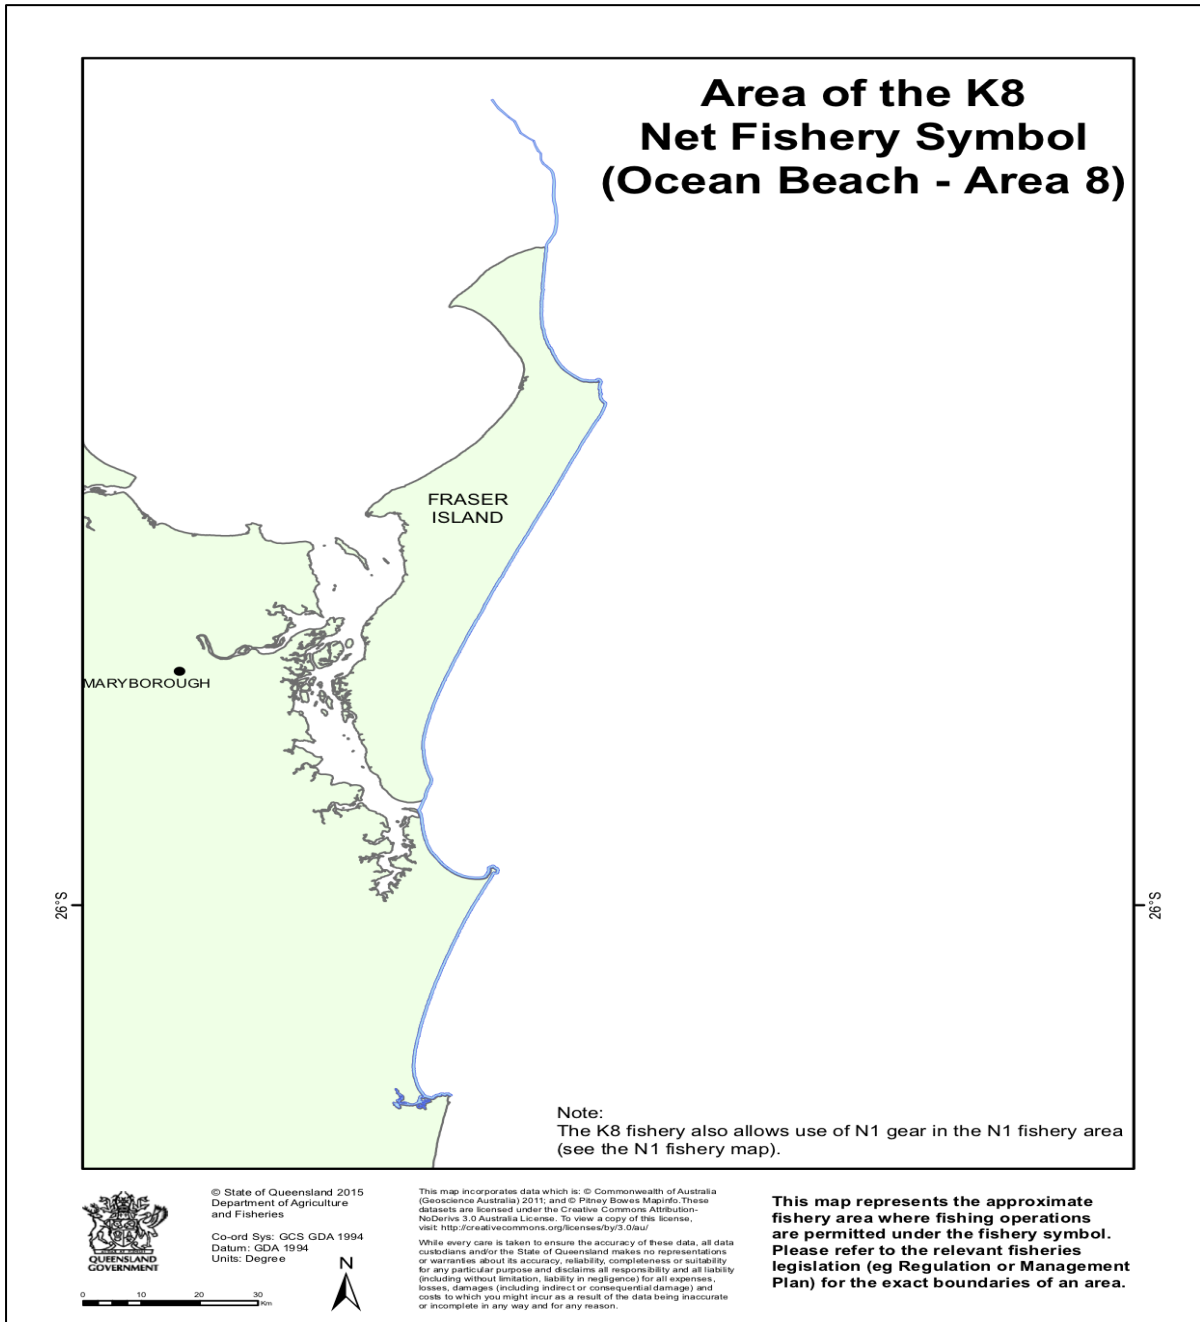 Area of the K8
Net Fishery Symbol
(Ocean Beach - Area 8)
FRASER
ISLAND
MARYBOROUGH
26°S
26°S
Note:
The K8 fishery also allows use of N1 gear in the N1 fishery area
(see the N1 fishery map).
QUEENSLAND
GOVERNMENT
© State of Queensland 2015
Department of Agriculture
and Fisheries
Co-ord Sys: GCS GDA 1994
Datum: GDA 1994
Units: Degree
N
0 10 20 30
Km
This map incorporates data which is: © Commonwealth of Australia
(Geoscience Australia) 2011; and © Pitney Bowes Mapinfo.These
datasets are licensed under the Creative Commons Attribution-
NoDerivs 3.0 Australia License. To view a copy of this license,
visit: http://creativecommons.org/licenses/by/3.0/au/
While every care is taken to ensure the accuracy of these data, all data
custodians and/or the State of Queensland makes no representations
or warranties about its accuracy, reliability, completeness or suitability
for any particular purpose and disclaims all responsibility and all liability
(including without limitation, liability in negligence) for all expenses,
losses, damages (including indirect or consequential damage) and
costs to which you might incur as a result of the data being inaccurate
or incomplete in any way and for any reason.
This map represents the approximate
fishery area where fishing operations
are permitted under the fishery symbol.
Please refer to the relevant fisheries
legislation (eg Regulation or Management
Plan) for the exact boundaries of an area.